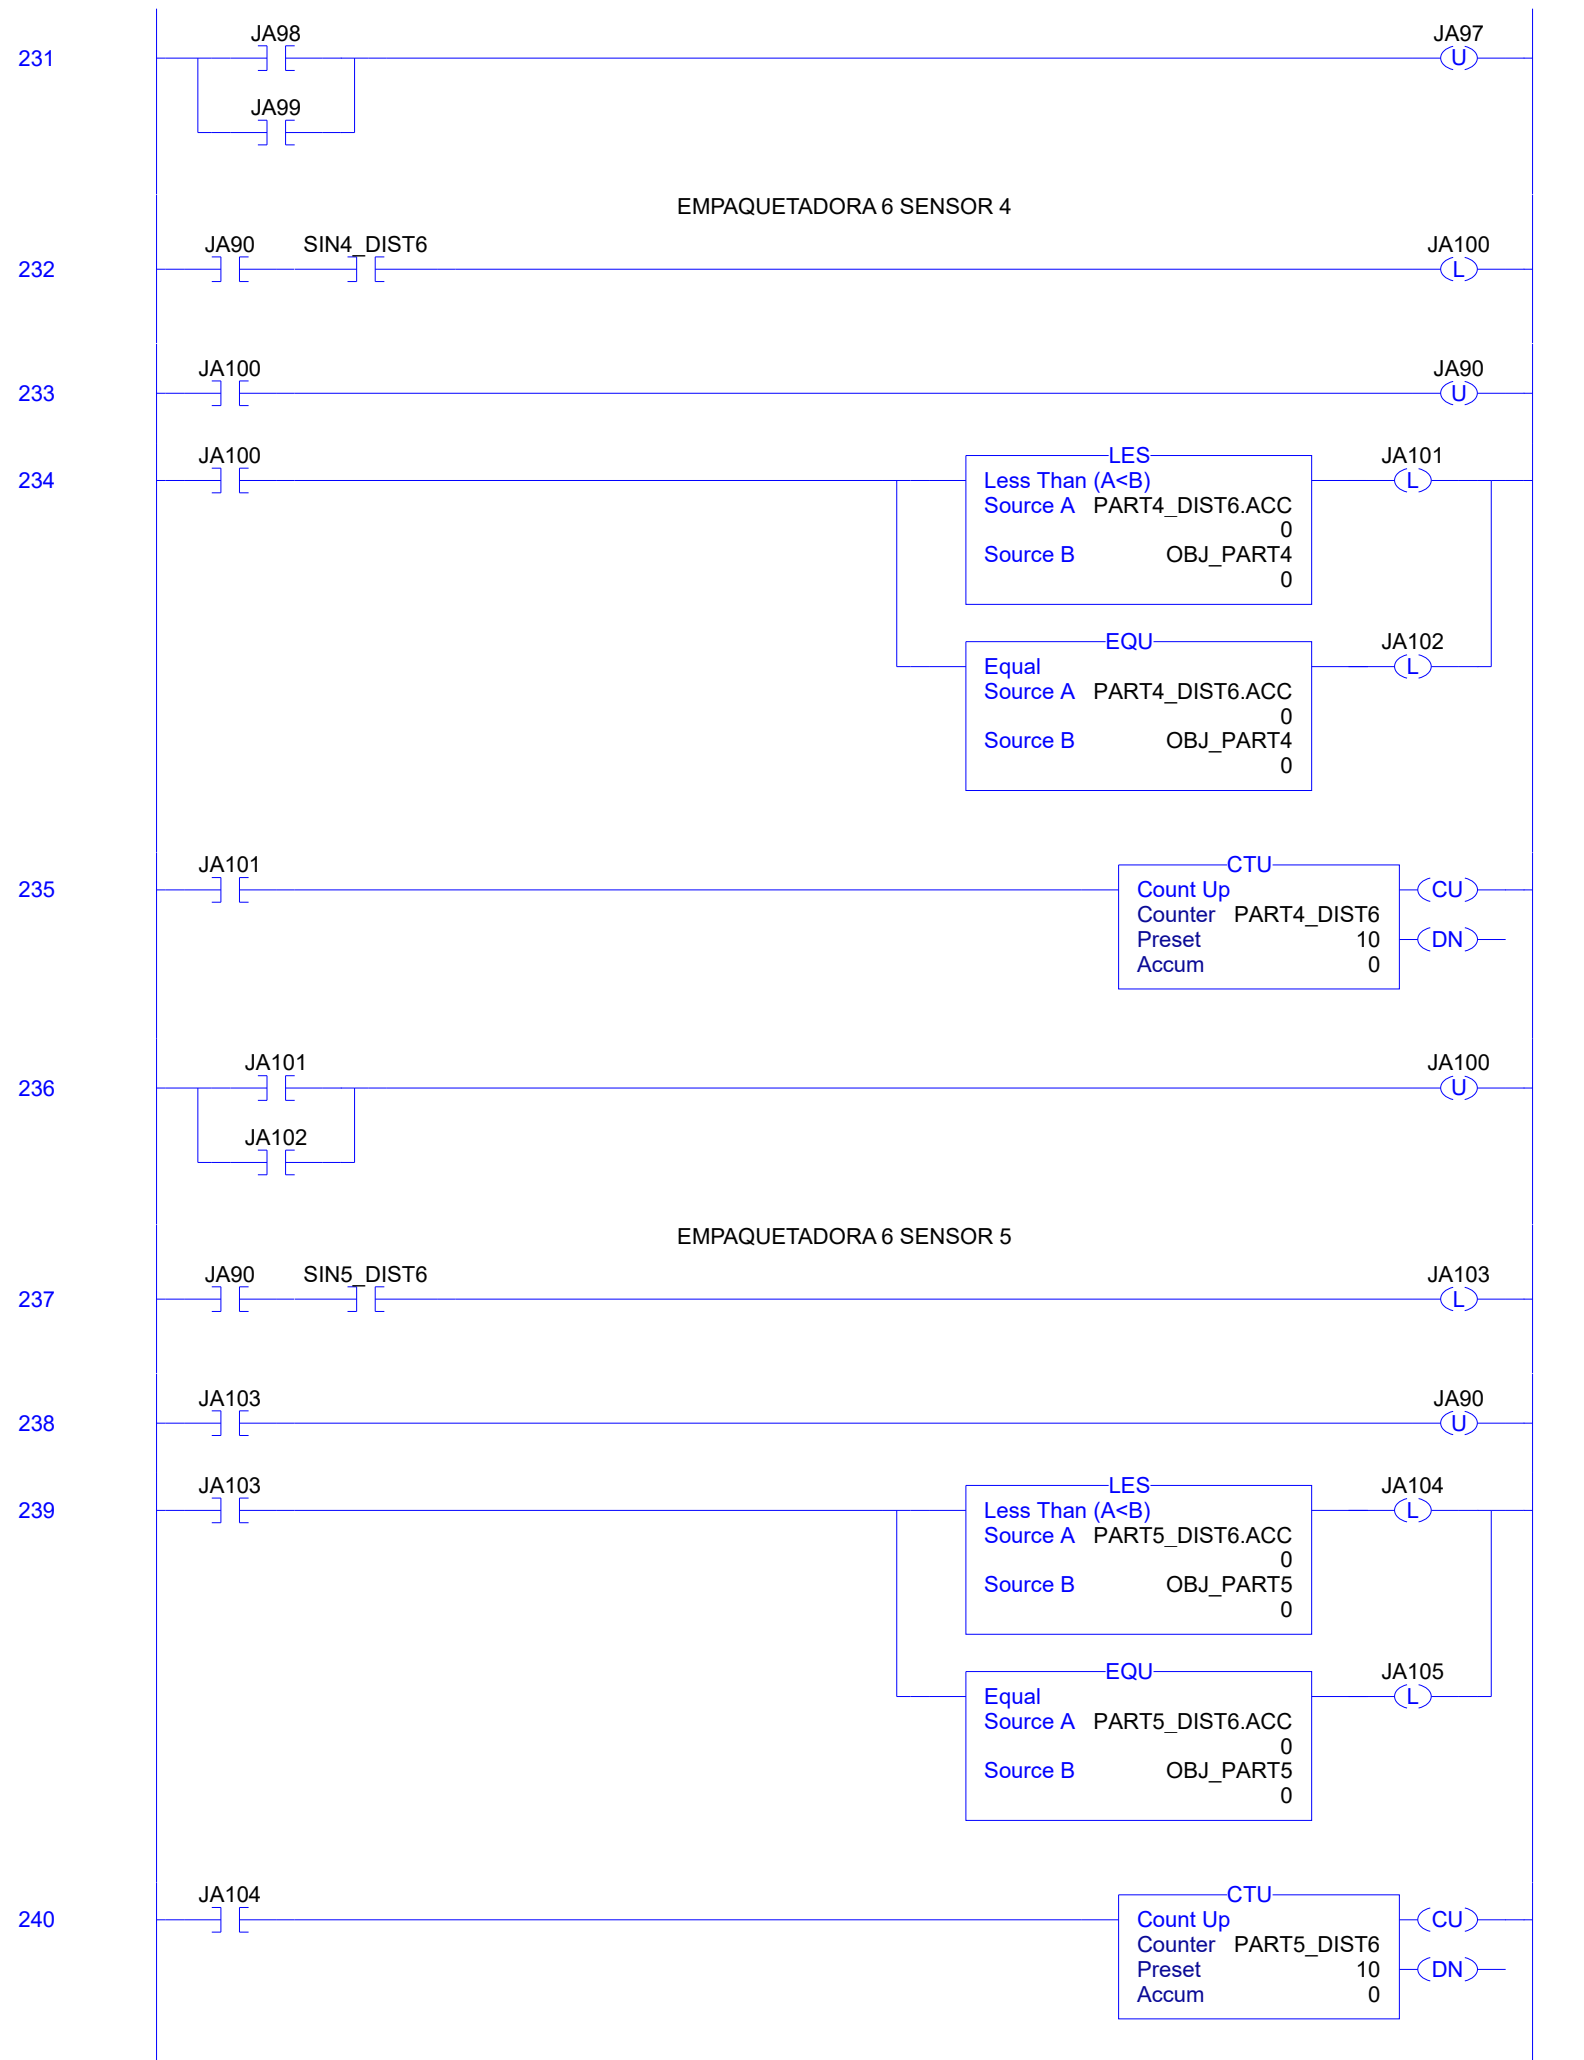 JA98 JA97
231 (U)
JA99
EMPAQUETADORA 6 SENSOR 4
JA90 SIN4_DIST6 JA100
232 (L)
JA100 JA90
233 (U)
JA100 LES JA101
234 Less Than (A<B) (L)
Source A PART4_DIST6.ACC
0
Source B OBJ_PART4
0
EQU JA102
Equal (L)
Source A PART4_DIST6.ACC
0
Source B OBJ_PART4
0
JA101 CTU
235 Count Up (CU)
Counter PART4_DIST6
Preset 10 (DN)
Accum 0
JA101 JA100
236 (U)
JA102
EMPAQUETADORA 6 SENSOR 5
JA90 SIN5_DIST6 JA103
237 (L)
JA103 JA90
238 (U)
JA103 LES JA104
239 Less Than (A<B) (L)
Source A PART5_DIST6.ACC
0
Source B OBJ_PART5
0
EQU JA105
Equal (L)
Source A PART5_DIST6.ACC
0
Source B OBJ_PART5
0
JA104 CTU
240 Count Up (CU)
Counter PART5_DIST6
Preset 10 (DN)
Accum 0